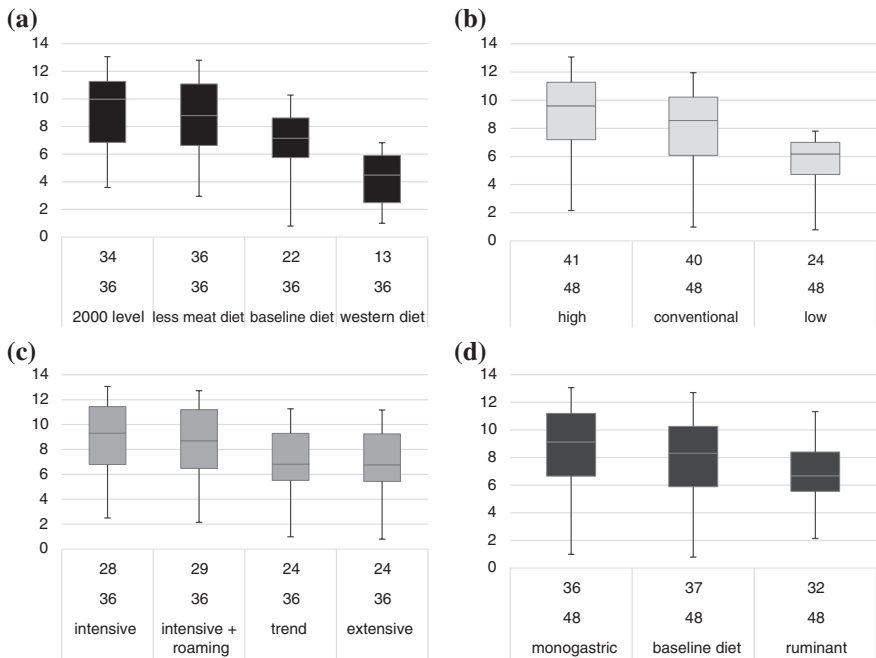 (a)
14
12
10
8
6
4
2
0
34 36 22 13
36 36 36 36
2000 level less meat diet baseline diet western diet
(b)
14
12
10
8
6
4
2
0
41 40 24
48 48 48
high conventional low
(c)
14
12
10
8
6
4
2
0
28 29 24 24
36 36 36 36
intensive intensive + trend extensive
roaming
(d)
14
12
10
8
6
4
2
0
36 37 32
48 48 48
monogastric baseline diet ruminant